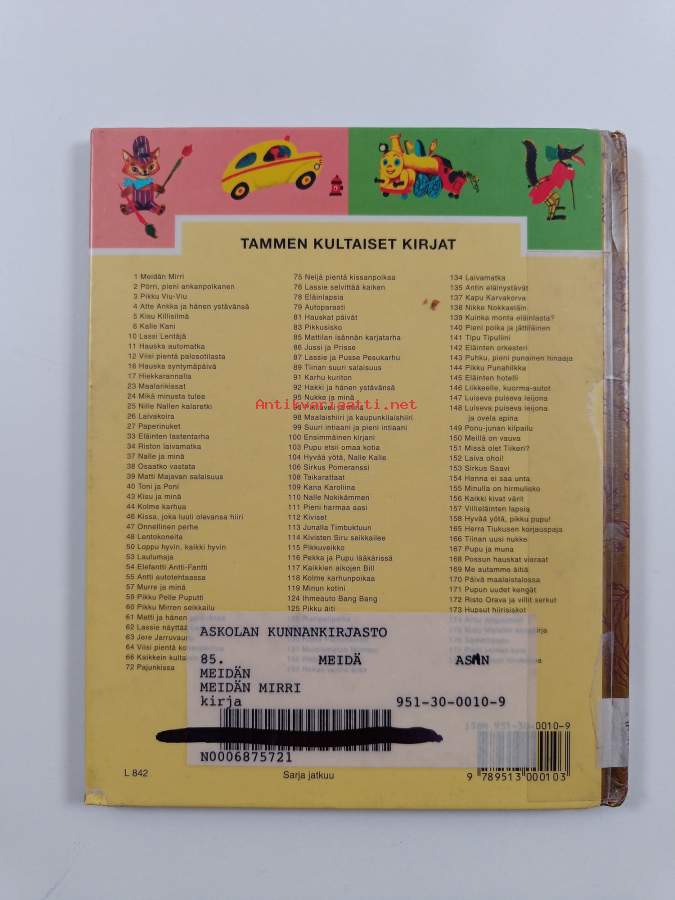 TAMMEN KULTAISET KIRJAT
1 Meidän Mirri
2 Pörri, pieni ankanpoikanen
3 Pikku Viu-Viu
4 Atte Ankka ja hänen ystävänsä
5 Kisu Killisilmä
6 Kalle Kani
10 Lassi Lentäjä
11 Hauska automatka
12 Viisi pientä palosotilasta
16 Hauska syntymäpäivä
17 Hiekkarannalla
23 Maalarikissat
24 Mikä minusta tulee
25 Nille Nallen kalaretki
26 Laivakoira
27 Paperinuket
33 Eläinten lastentarha
34 Riston laivamatka
37 Nalle ja minä
38 Osaatko vastata
39 Matti Majavan salaisuus
40 Toni ja Poni
43 Kisu ja minä
44 Kolme karhua
46 Kissa, joka luuli olevansa hiiri
47 Onnellinen perhe
48 Lentokoneita
50 Loppu hyvin, kaikki hyvin
53 Laulumaja
54 Elefantti Antti-Fantti
55 Antti autotehtaassa
57 Murre ja minä
59 Pikku Pelle Puputti
60 Pikku Mirren seikkailu
61 Matti ja hänen
62 Lassie näyttää
63 Jere Jarruvaunu
64 Viisi pientä
66 Kaikkein
72 Pajunkissa
75 Neljä pientä kissanpoikaa
76 Lassie selvittää kaiken
78 Eläinlapsia
79 Autoparaati
81 Hauskat päivät
83 Pikkusisko
85 Mattilan isännän karjatarha
86 Jussi ja Prisse
87 Lassie ja Pusse Pesukarhu
89 Tiinan suuri salaisuus
91 Karhu kuriton
92 Hakki ja hänen ystävänsä
95 Nukke ja minä
98 Maalaishiiri ja kaupunkilaishiiri
99 Suuri intiaani ja pieni intiaani
100 Ensimmäinen kirjani
103 Pupu etsii omaa kotia
104 Hyvää yötä, Nalle Kalle
106 Sirkus Pomeranssi
108 Taikarattaat
109 Kana Karoliina
110 Nalle Nokikämmen
111 Pieni harmaa aasi
112 Kiviset
113 Junalla Timbuktuun
114 Kivisten Siru seikkailee
115 Pikkuveikko
116 Pekka ja Pupu lääkärissä
117 Kaikkien aikojen Bill
118 Kolme karhunpoikaa
119 Minun kotini
124 Ihmeauto Bang Bang
125 Pikku äiti
134 Laivamatka
135 Antin eläinystävät
137 Kapu Karvakorva
138 Nikke Nokkaeläin
139 Kuinka monta eläinlasta?
140 Pieni poika ja jättiläinen
141 Tipu Tipuliini
142 Eläinten orkesteri
143 Puhku, pieni punainen hinaaja
144 Pikku Punahilkka
145 Eläinten hotelli
146 Liikkeelle, kuorma-autot
147 Luiseva puiseva leijona
148 Luiseva puiseva leijona
ja ovela apina
149 Ponu-junan kilpailu
150 Meillä on vauva
151 Missä olet Tiikeri?
152 Laiva ohoi!
153 Sirkus Saavi
154 Hanna ei saa unta
155 Minulla on hirmulisko
156 Kaikki kivat värit
157 Villieläinten lapsia
158 Hyvää yötä, pikku pupu!
165 Herra Tiukusen korjauspaja
166 Tiinan uusi nukke
167 Pupu ja muna
168 Possun hauskat vieraat
169 Me autamme äitiä
170 Päivä maalaistalossa
171 Pupun uudet kengät
172 Risto Orava ja villit serkut
173 Hupsut hiirisiskot
Antikvariaatti.net
ASKOLAN KUNNANKIRJASTO
85. MEIDÄ ASKN
MEIDÄN
MEIDÄN MIRRI
kirja 951-30-0010-9
N0006875721
0010-9
9 789513 000103
L 842
Sarja jatkuu